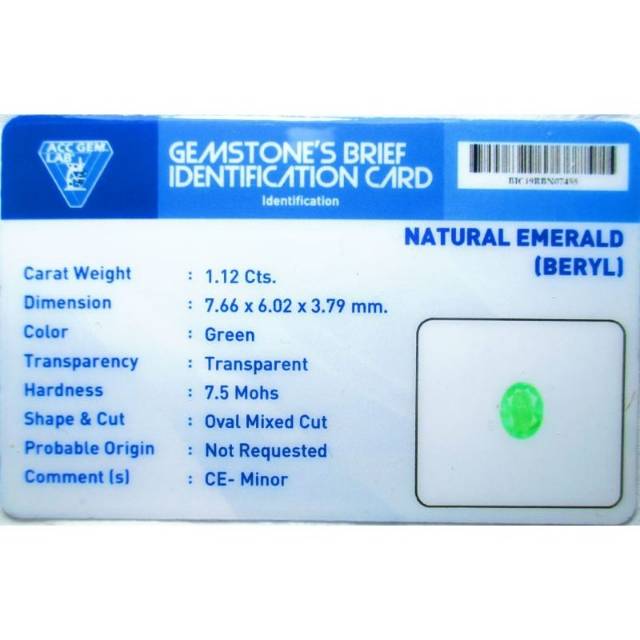 ACC GEM
LAB
GEMSTONE'S BRIEF
IDENTIFICATION CARD
Identification
NATURAL EMERALD
(BERYL)
Carat Weight : 1.12 Cts.
Dimension : 7.66 x 6.02 x 3.79 mm.
Color : Green
Transparency : Transparent
Hardness : 7.5 Mohs
Shape & Cut : Oval Mixed Cut
Probable Origin : Not Requested
Comment (s) : CE- Minor